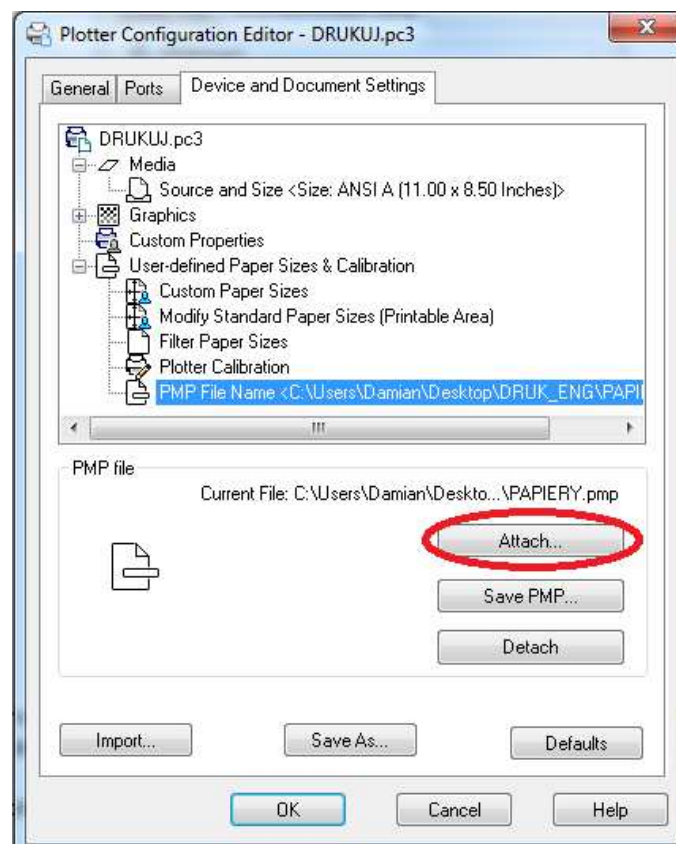 Plotter Configuration Editor - DRUKUJ.pc3
General Ports Device and Document Settings
DRUKUJ.pc3
Media
Source and Size <Size: ANSI A (11.00 x 8.50 Inches)>
Graphics
Custom Properties
User-defined Paper Sizes & Calibration
Custom Paper Sizes
Modify Standard Paper Sizes (Printable Area)
Filter Paper Sizes
Plotter Calibration
PMP File Name <C:\Users\Damian\Desktop\DRUK_ENG\PAPI
PMP file
Current File: C:\Users\Damian\Deskto...\PAPIERY.pmp
Attach...
Save PMP...
Detach
Import... Save As... Defaults
OK Cancel Help